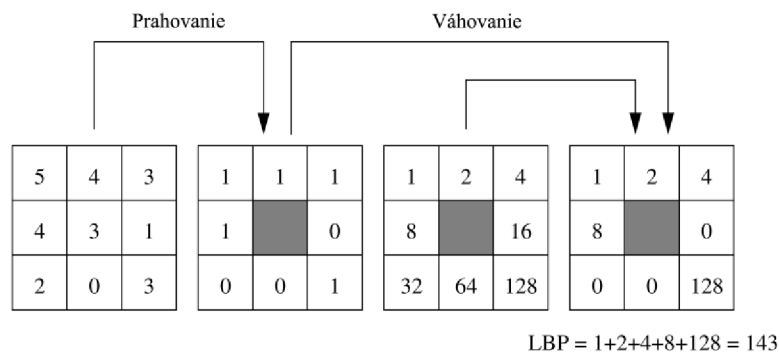 Prahovanie Váhovanie
5 4 3 1 1 1 1 2 4 1 2 4
4 3 1 1 0 8 16 8 0
2 0 3 0 0 1 32 64 128 0 0 128
LBP = 1+2+4+8+128 = 143